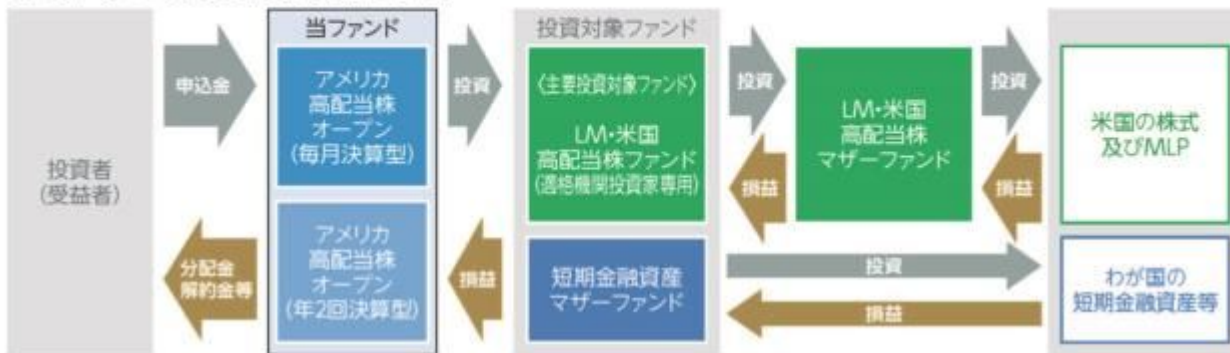 投資者
(受益者)
申込金
分配金
解約金等
当ファンド
アメリカ
高配当株
オープン
(毎月決算型)
アメリカ
高配当株
オープン
(年2回決算型)
投資
損益
投資対象ファンド
〈主要投資対象ファンド〉
LM・米国
高配当株ファンド
(適格機関投資家専用)
短期金融資産
マザーファンド
投資
損益
LM・米国
高配当株
マザーファンド
投資
損益
投資
損益
米国の株式
及びMLP
わが国の
短期金融資産等